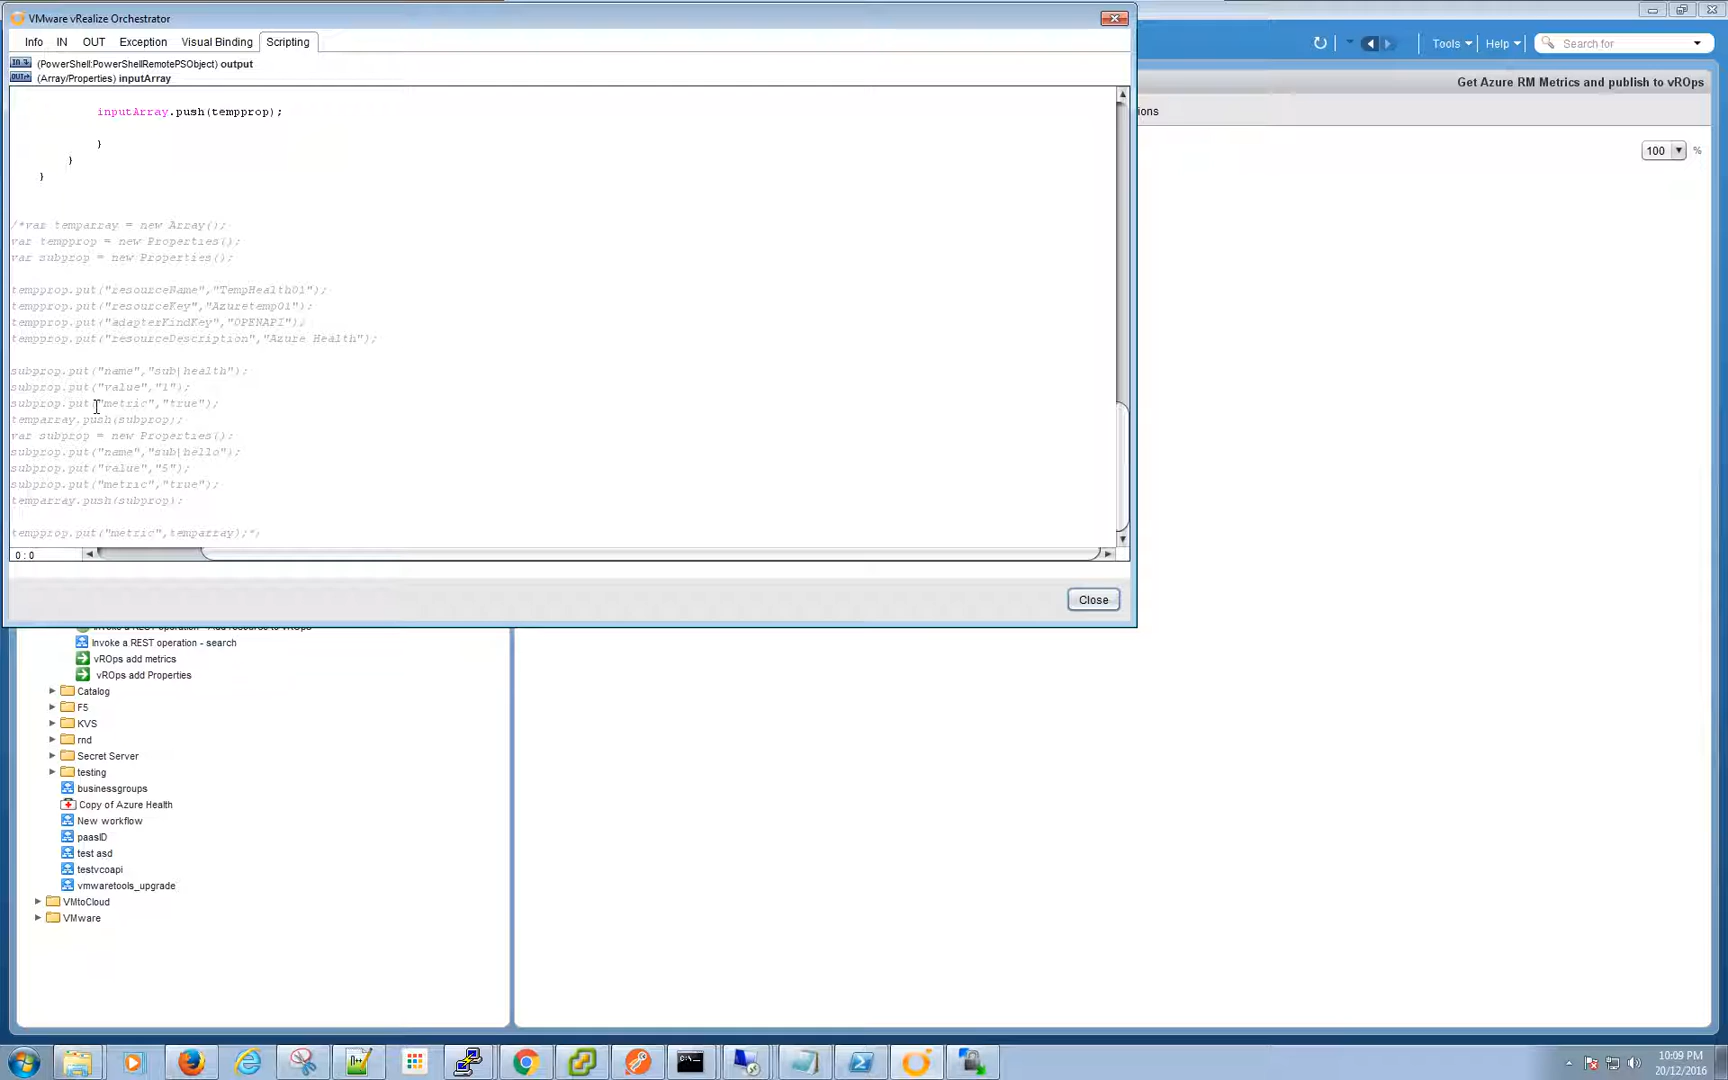 VMware vRealize Orchestrator
Info IN OUT Exception Visual Binding Scripting
(PowerShell:PowerShellRemotePSObject) output
(Array/Properties) inputArray
inputArray.push(tempprop);
}
}
}
/*var temparray = new Array();
var tempprop = new Properties();
var subprop = new Properties();
tempprop.put("resourceName","TempHealth01");
tempprop.put("resourceKey","Azuretemp01");
tempprop.put("adapterKindKey","OPENAPI");
tempprop.put("resourceDescription","Azure Health");
subprop.put("name","sub|health");
subprop.put("value","1");
subprop.put("metric","true");
temparray.push(subprop);
var subprop = new Properties();
subprop.put("name","sub|hello");
subprop.put("value","5");
subprop.put("metric","true");
temparray.push(subprop);
tempprop.put("metric",temparray);*/
0 : 0
Close
Tools Help Search for
Get Azure RM Metrics and publish to vROps
ions
100 %
Invoke a REST operation - search
vROps add metrics
vROps add Properties
Catalog
F5
KVS
rnd
Secret Server
testing
businessgroups
Copy of Azure Health
New workflow
paasID
test asd
testvcoapi
vmwaretools_upgrade
VMtoCloud
VMware
10:09 PM
20/12/2016